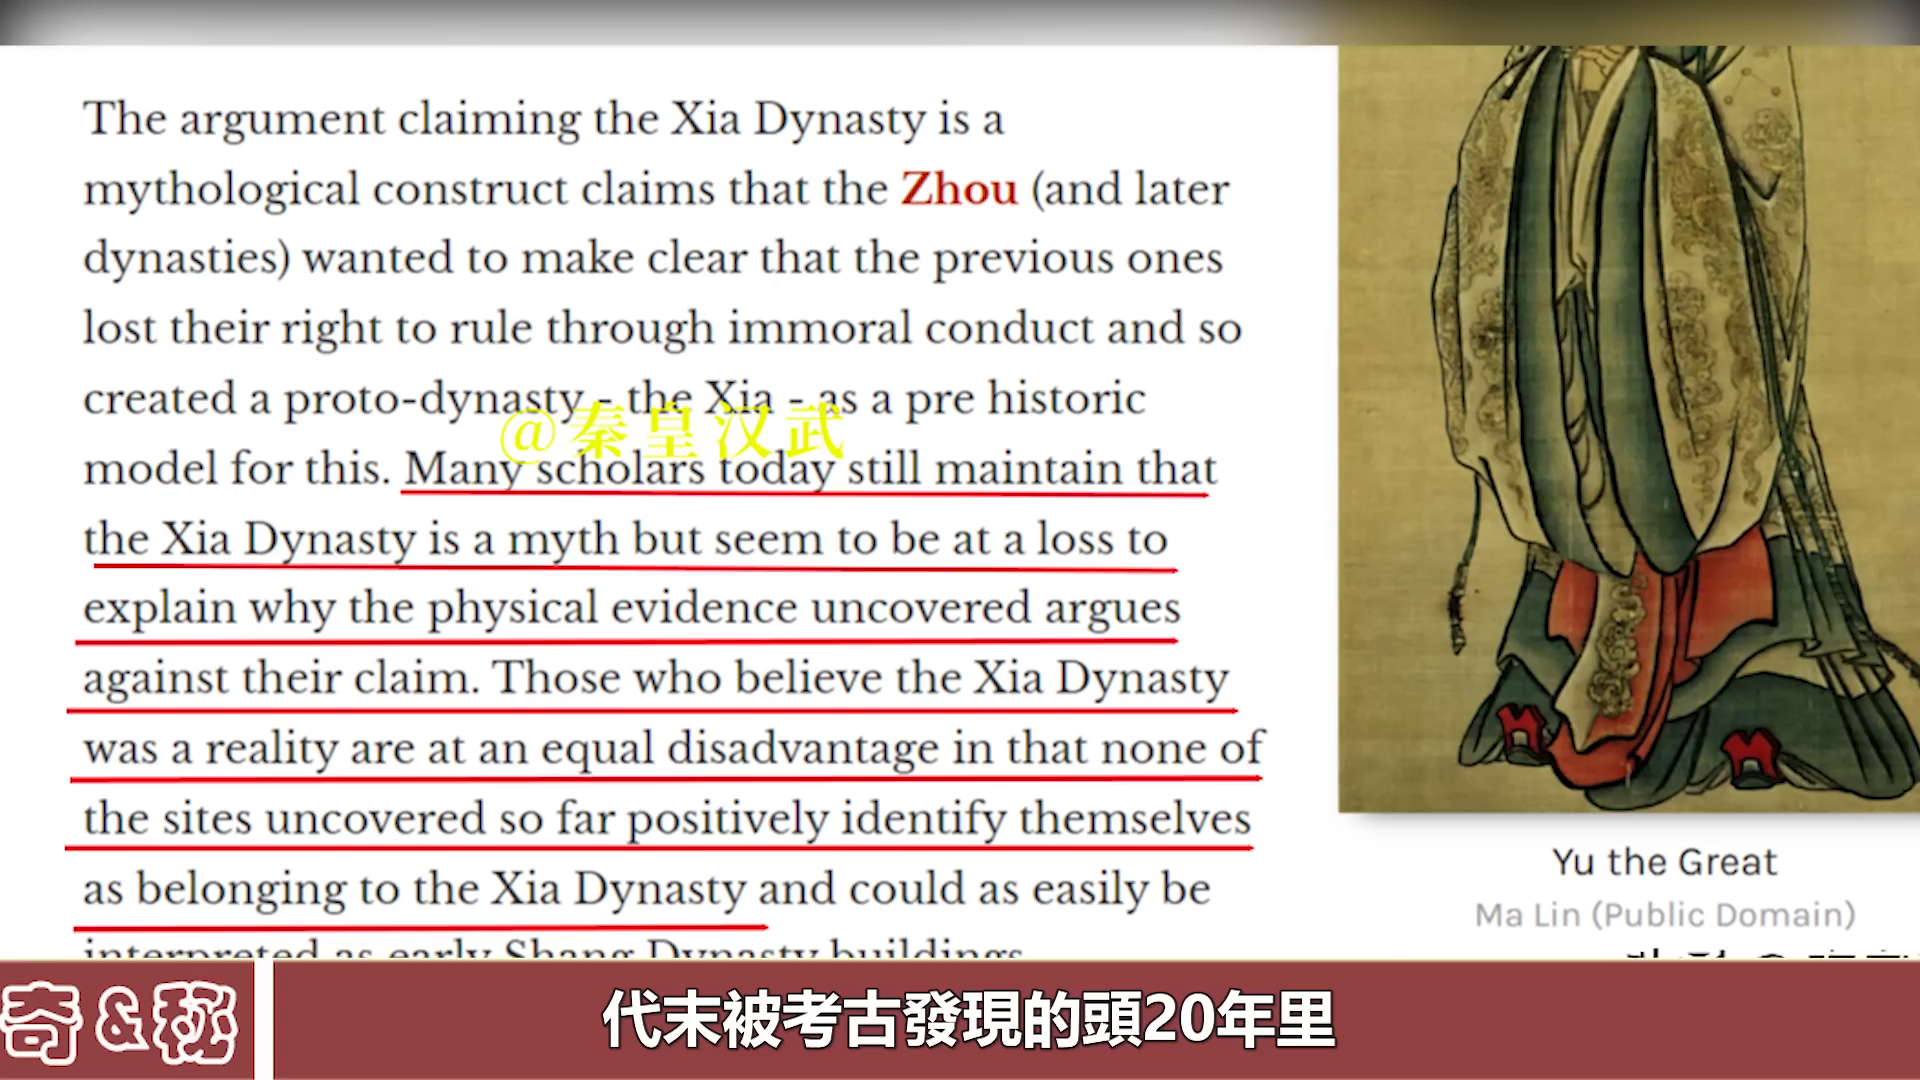 The argument claiming the Xia Dynasty is a
mythological construct claims that the Zhou (and later
dynasties) wanted to make clear that the previous ones
lost their right to rule through immoral conduct and so
created a proto-dynasty - the Xia - as a pre historic
@秦皇汉武
model for this. Many scholars today still maintain that
the Xia Dynasty is a myth but seem to be at a loss to
explain why the physical evidence uncovered argues
against their claim. Those who believe the Xia Dynasty
was a reality are at an equal disadvantage in that none of
the sites uncovered so far positively identify themselves
as belonging to the Xia Dynasty and could as easily be
interpreted as early Shang Dynasty buildings
Yu the Great
Ma Lin (Public Domain)
奇&秘
代末被考古發現的頭20年里